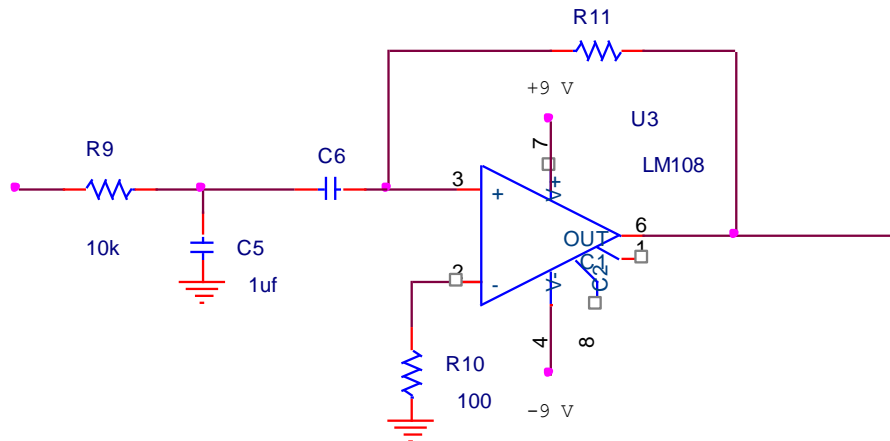 R11
+9 V
U3
7
LM108
R9
C6
3
V+
+
6
OUT
1
10k
C5
C1
1uf
2
-
V-
C2
4
8
R10
100
-9 V